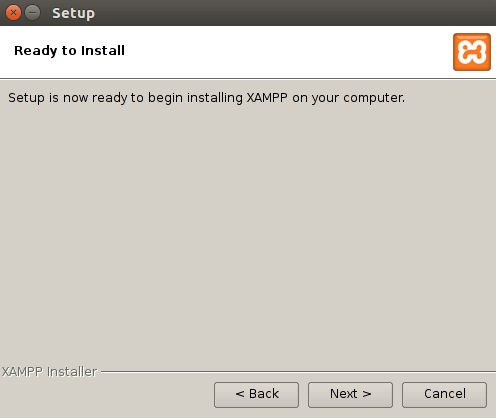 Setup
Ready to Install
Setup is now ready to begin installing XAMPP on your computer.
XAMPP Installer
< Back
Next >
Cancel